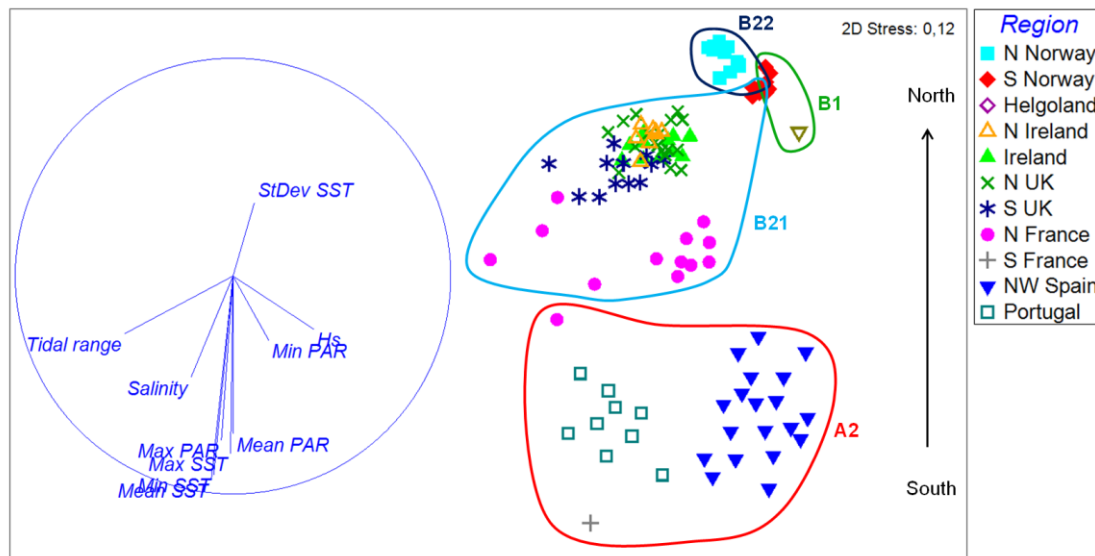 B22
2D Stress: 0,12
B1
North
B21
A2
South
StDev SST
Tidal range
Hs
Min PAR
Salinity
Mean PAR
Max PAR
Max SST
Min SST
Mean SST
Region
N Norway
S Norway
Helgoland
N Ireland
Ireland
N UK
S UK
N France
S France
NW Spain
Portugal